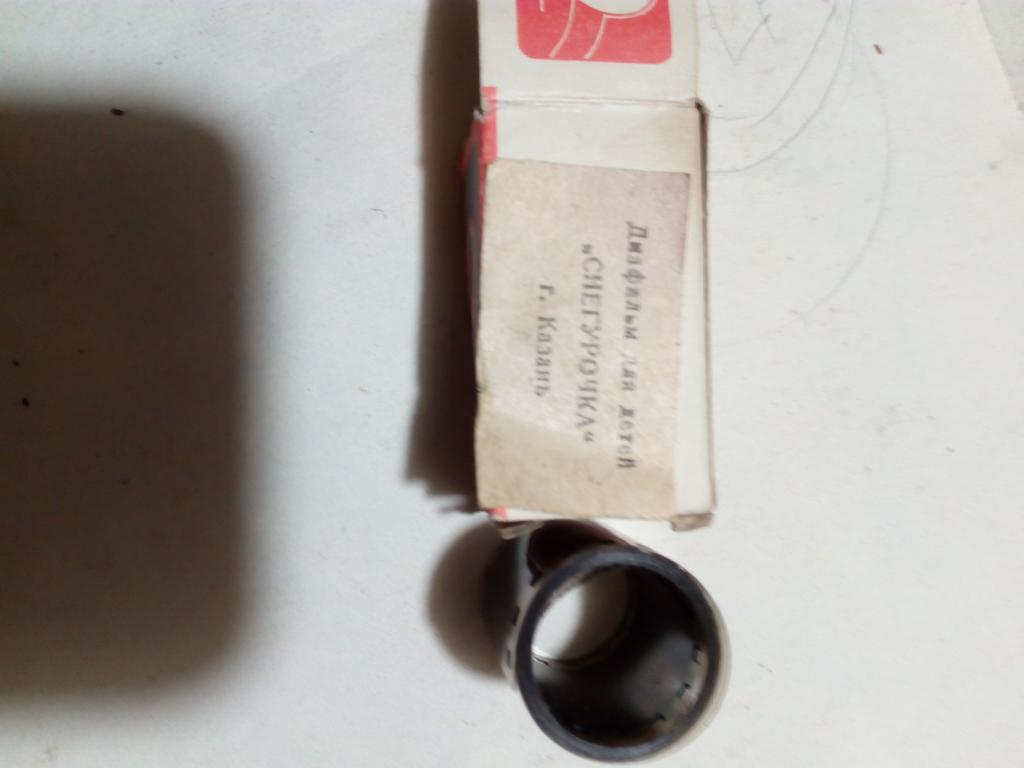 Диафильм для детей
„СНЕГУРОЧКА“
г. Казань